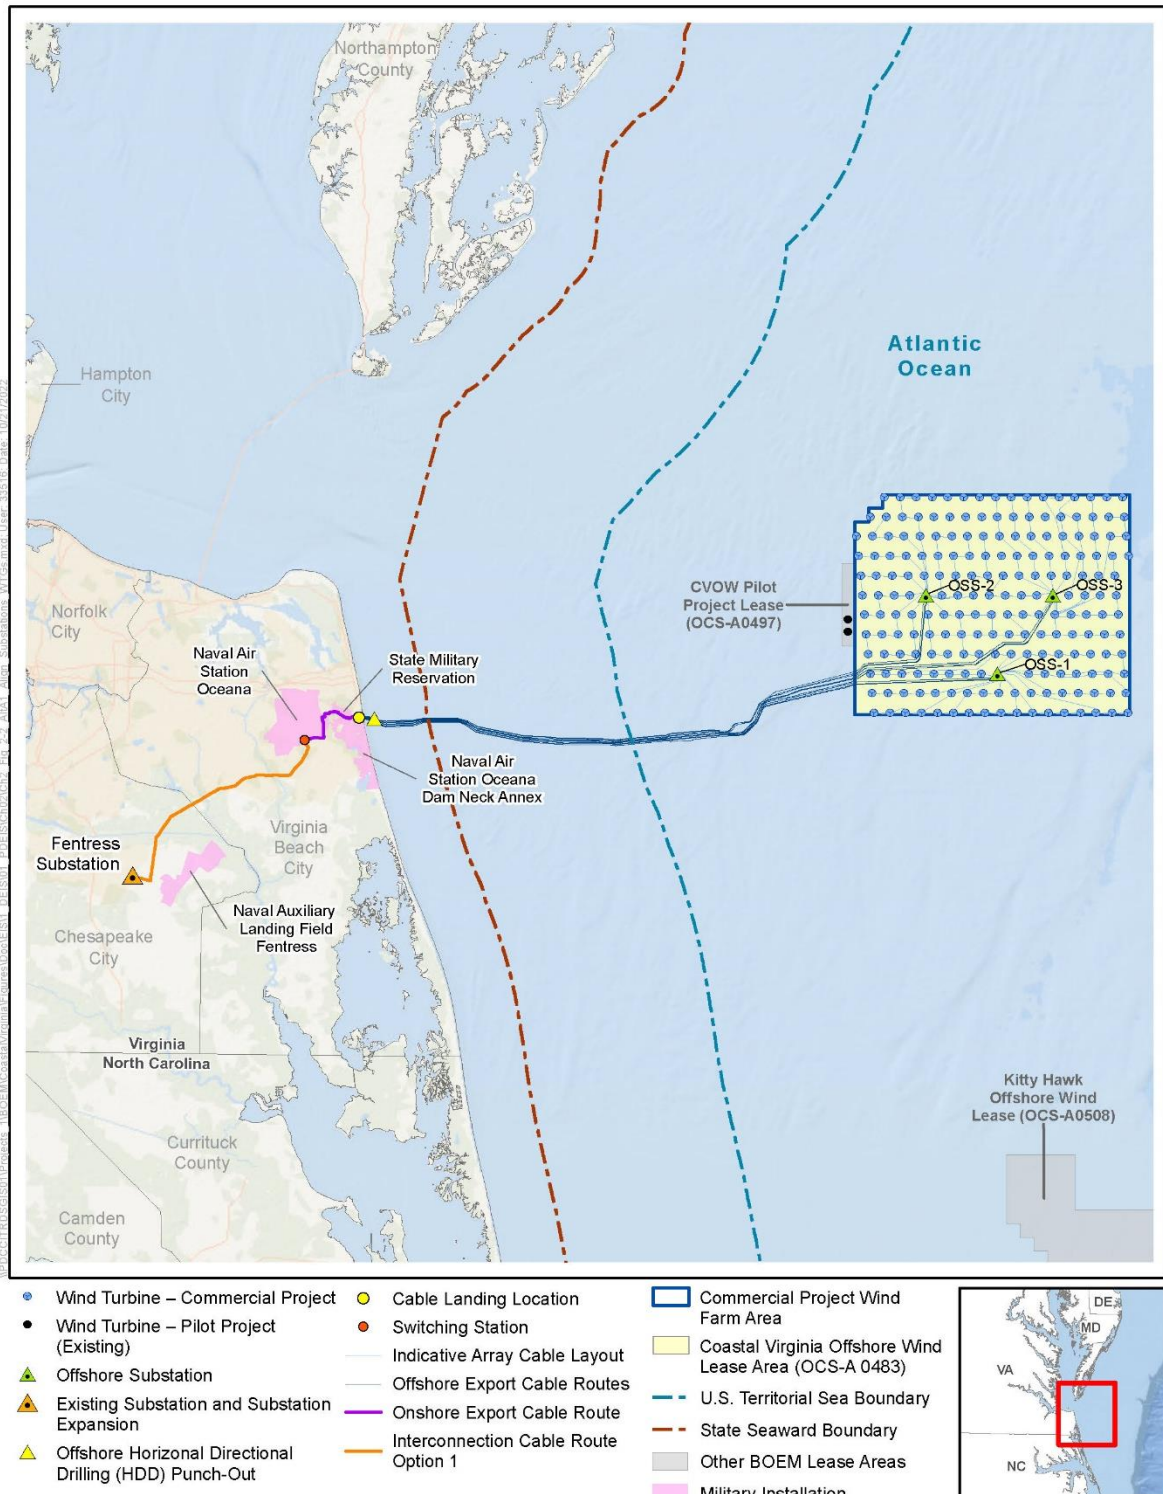 Northampton
County
Atlantic
Ocean
Hampton
City
CVOW Pilot
Project Lease
(OCS-A0497)
OSS-2
OSS-3
OSS-1
Norfolk
City
Naval Air
Station
Oceana
State Military
Reservation
Naval Air
Station Oceana
Dam Neck Annex
Virginia
Beach
City
Fentress
Substation
Naval Auxiliary
Landing Field
Fentress
Chesapeake
City
Virginia
North Carolina
Kitty Hawk
Offshore Wind
Lease (OCS-A0508)
Currituck
County
Camden
County
Wind Turbine – Commercial Project
Wind Turbine – Pilot Project
(Existing)
Offshore Substation
Existing Substation and Substation
Expansion
Offshore Horizonal Directional
Drilling (HDD) Punch-Out
Cable Landing Location
Switching Station
Indicative Array Cable Layout
Offshore Export Cable Routes
Onshore Export Cable Route
Interconnection Cable Route
Option 1
Commercial Project Wind
Farm Area
Coastal Virginia Offshore Wind
Lease Area (OCS-A 0483)
U.S. Territorial Sea Boundary
State Seaward Boundary
Other BOEM Lease Areas
Military Installation
DE
MD
VA
NC